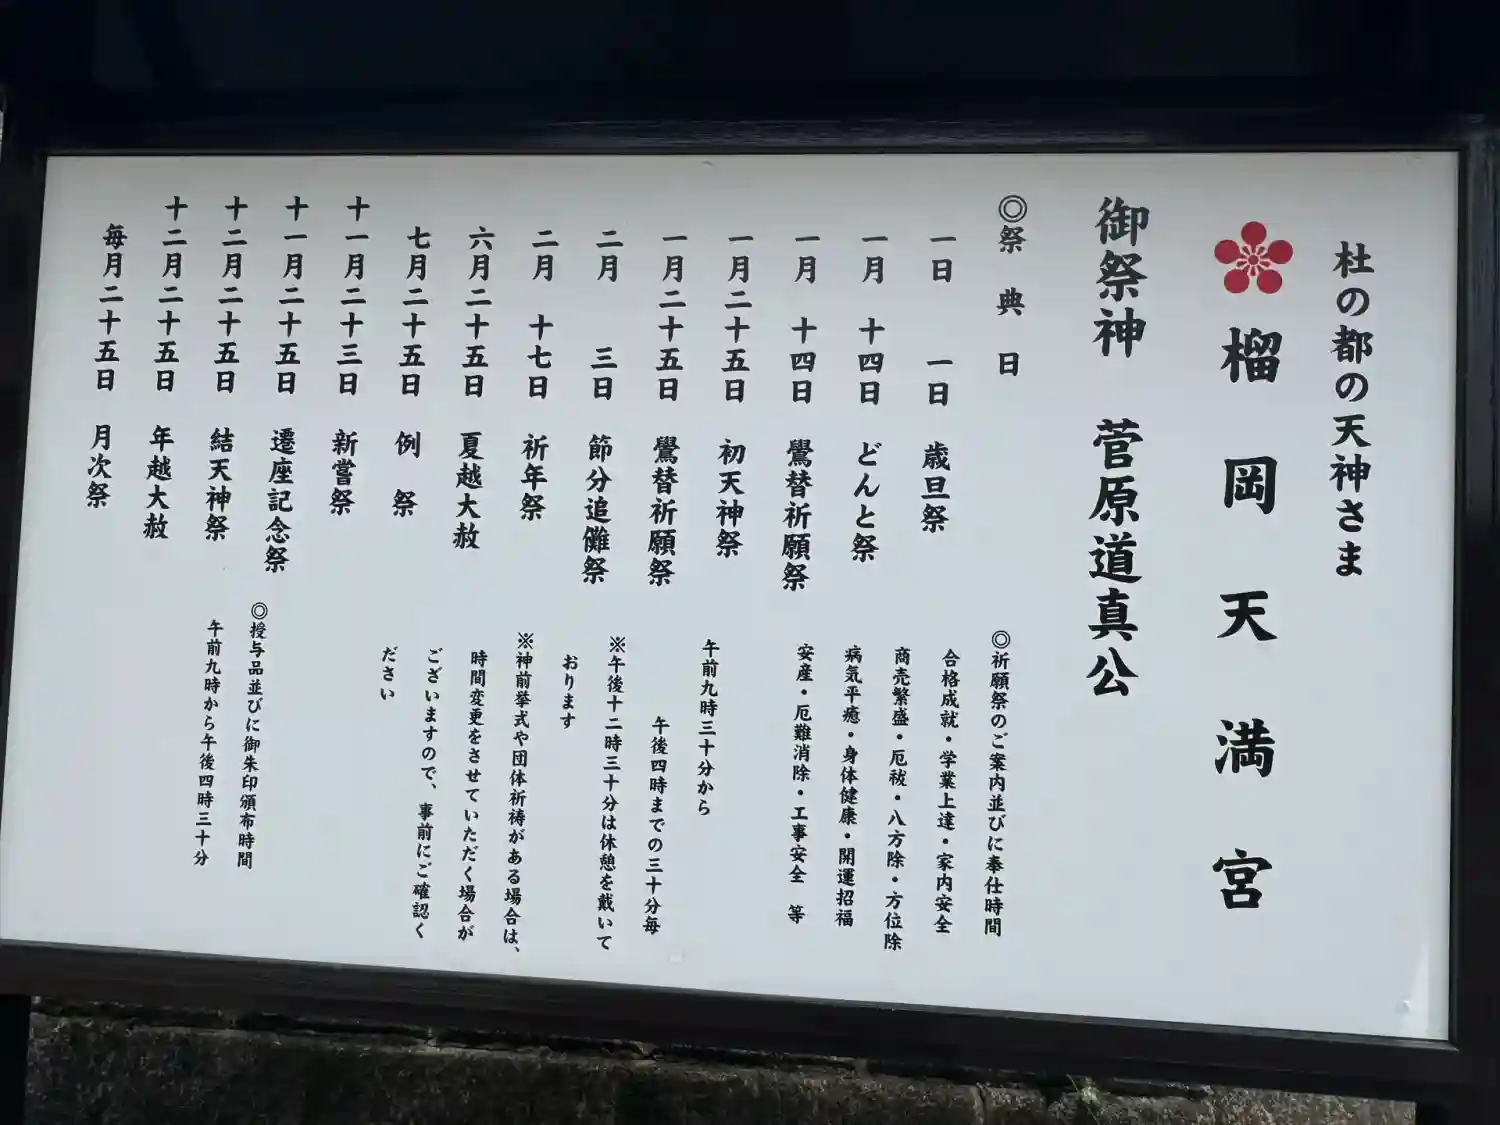 杜の都の天神さま
榴岡天満宮
御祭神　菅原道真公
◎祭典日
一日　一日　歳旦祭
一月　十四日　どんと祭
一月　十四日　鷽替祈願祭
一月二十五日　初天神祭
一月二十五日　鷽替祈願祭
二月　三日　節分追儺祭
二月　十七日　祈年祭
六月二十五日　夏越大赦
七月二十五日　例　祭
十一月二十三日　新嘗祭
十一月二十五日　遷座記念祭
十二月二十五日　結天神祭
十二月二十五日　年越大赦
毎月二十五日　月次祭
◎祈願祭のご案内並びに奉仕時間
合格成就・学業上達・家内安全
商売繁盛・厄祓・八方除・方位除
病気平癒・身体健康・開運招福
安産・厄難消除・工事安全　等
午前九時三十分から
午後四時までの三十分毎
※午後十二時三十分は休憩を戴いて
おります
※神前挙式や団体祈祷がある場合は、
時間変更をさせていただく場合が
ございますので、事前にご確認く
ださい
◎授与品並びに御朱印頒布時間
午前九時から午後四時三十分